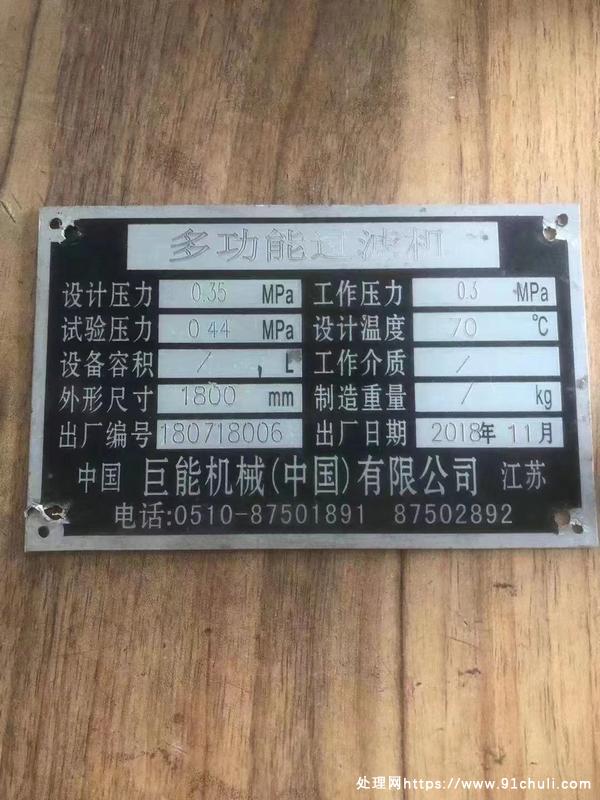 多功能过滤机
设计压力 0.35 MPa 工作压力 0.3 MPa
试验压力 0.44 MPa 设计温度 70 ℃
设备容积 / L 工作介质 /
外形尺寸 1800 mm 制造重量 / kg
出厂编号 180718006 出厂日期 2018年 11月
中国 巨能机械(中国)有限公司 江苏
电话:0510-87501891 87502892
处理网https://www.91chuli.com